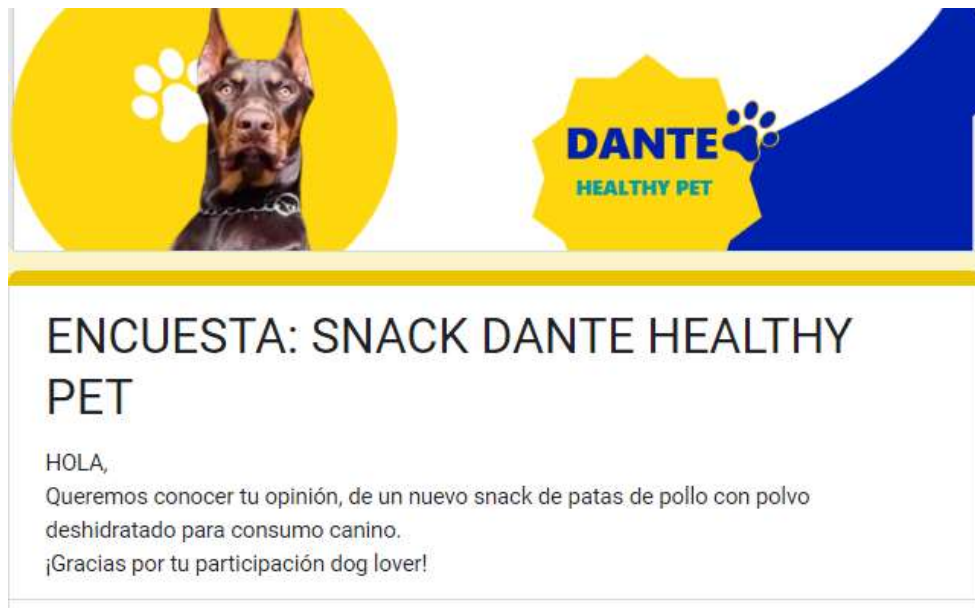 DANTE
HEALTHY PET
ENCUESTA: SNACK DANTE HEALTHY
PET
HOLA,
Queremos conocer tu opinión, de un nuevo snack de patas de pollo con polvo
deshidratado para consumo canino.
¡Gracias por tu participación dog lover!